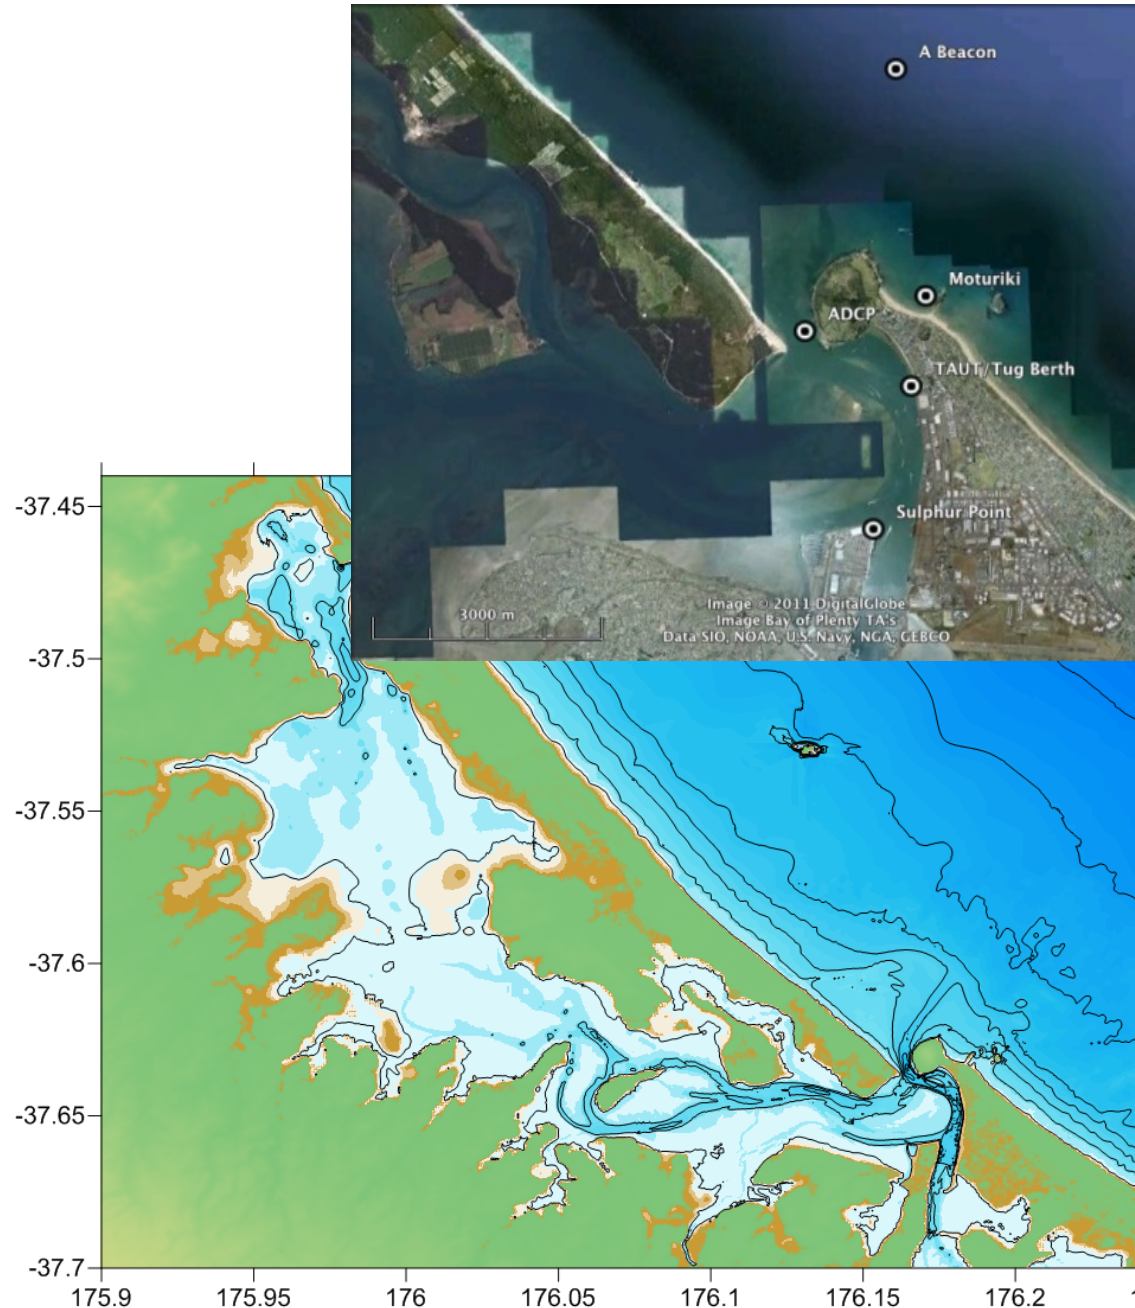 A Beacon
Moturiki
ADCP
TAUT/Tug Berth
Sulphur Point
3000 m
Image © 2011 DigitalGlobe
Image Bay of Plenty TA's
Data SIO, NOAA, U.S. Navy, NGA, GEBCO
-37.45
-37.5
-37.55
-37.6
-37.65
-37.7
175.9 175.95 176 176.05 176.1 176.15 176.2